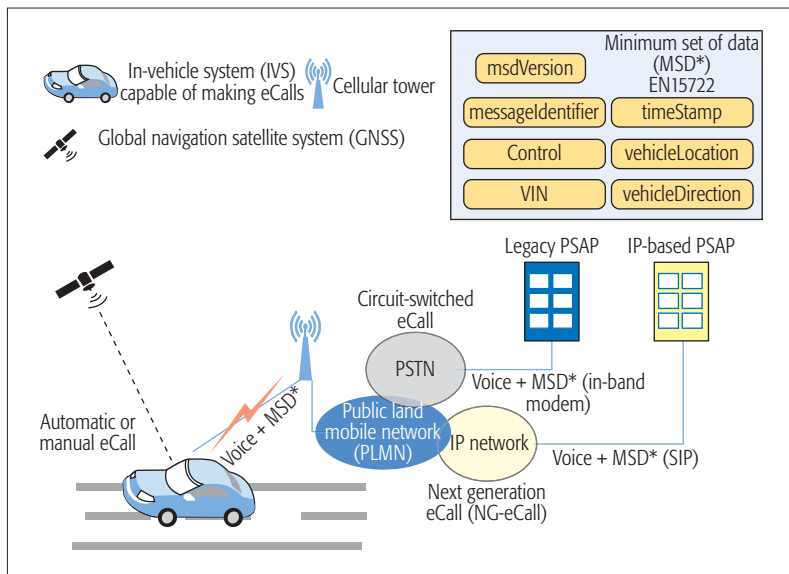 In-vehicle system (IVS)
capable of making eCalls
Cellular tower
Global navigation satellite system (GNSS)
Minimum set of data
(MSD*)
EN15722
msdVersion
messageIdentifier
timeStamp
Control
vehicleLocation
VIN
vehicleDirection
Legacy PSAP
IP-based PSAP
Circuit-switched
eCall
PSTN
Voice + MSD* (in-band
modem)
Automatic or
manual eCall
Voice + MSD*
Public land
mobile network
(PLMN)
IP network
Voice + MSD* (SIP)
Next generation
eCall (NG-eCall)